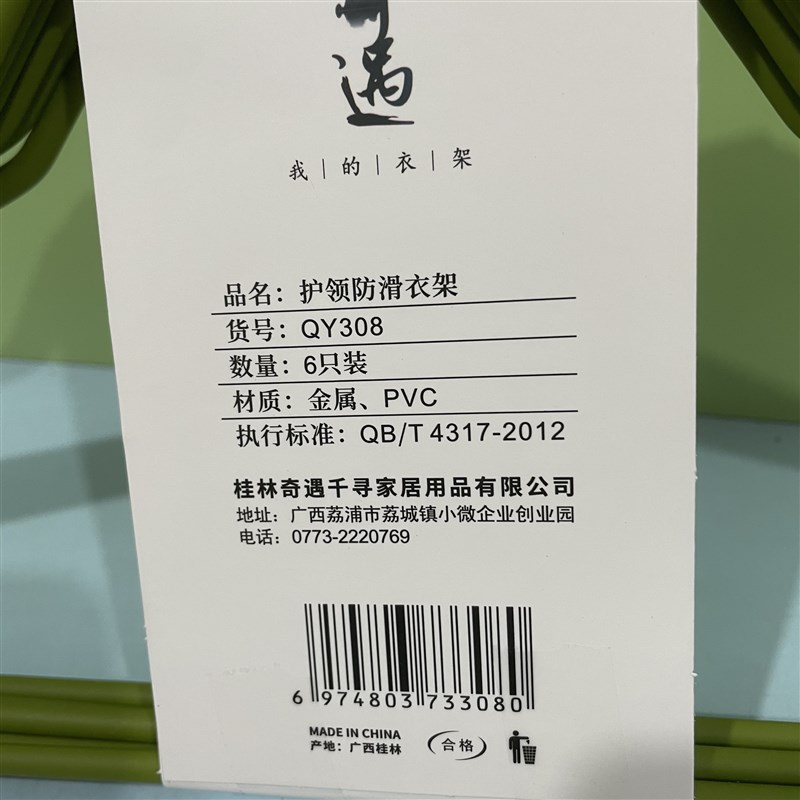 遇
我|的|衣|架
品名：护领防滑衣架
货号：QY308
数量：6只装
材质：金属、PVC
执行标准：QB/T 4317-2012
桂林奇遇千寻家居用品有限公司
地址：广西荔浦市荔城镇小微企业创业园
电话：0773-2220769
6 974803 733080
MADE IN CHINA
产地：广西桂林
合格